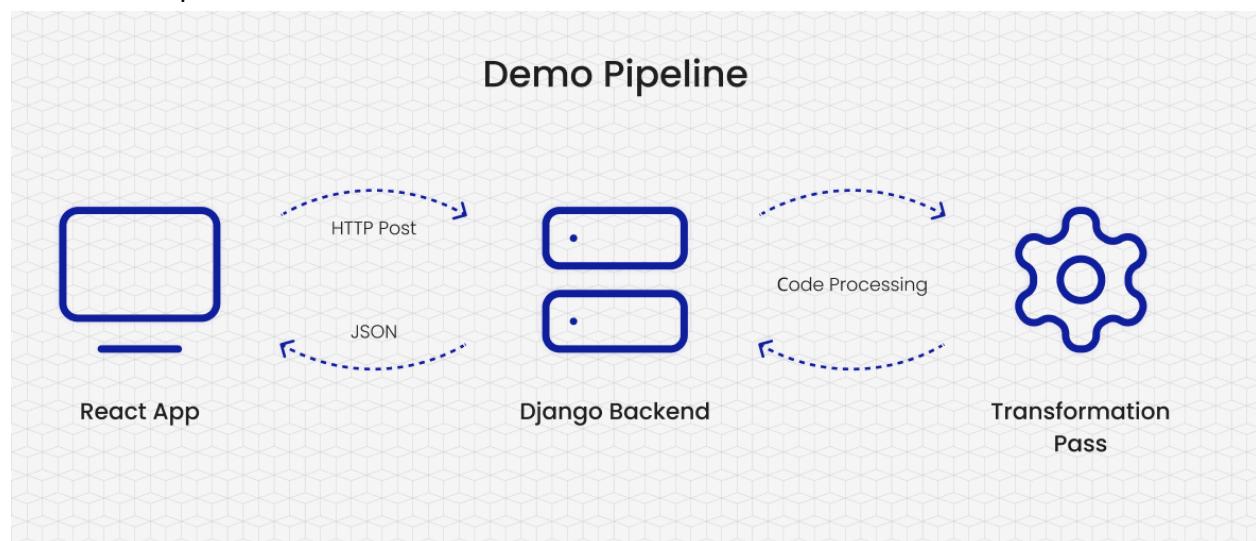 Demo Pipeline
HTTP Post
Code Processing
JSON
React App
Django Backend
Transformation
Pass